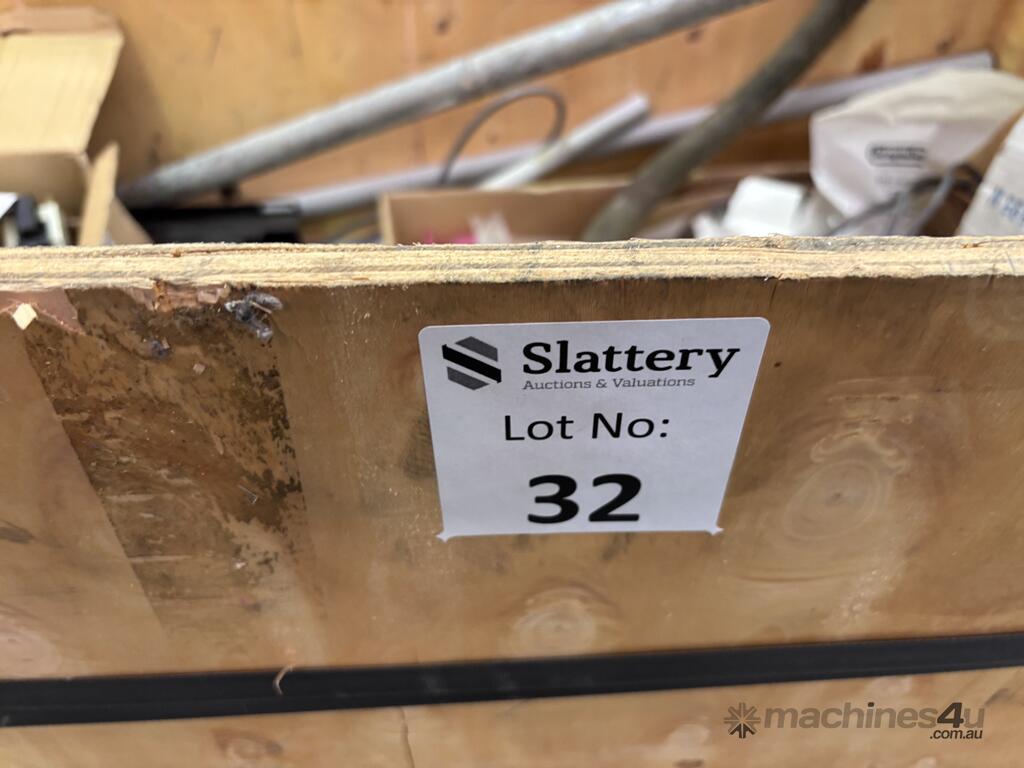 Slattery
Auctions & Valuations
Lot No:
32
machines4u
.com.au